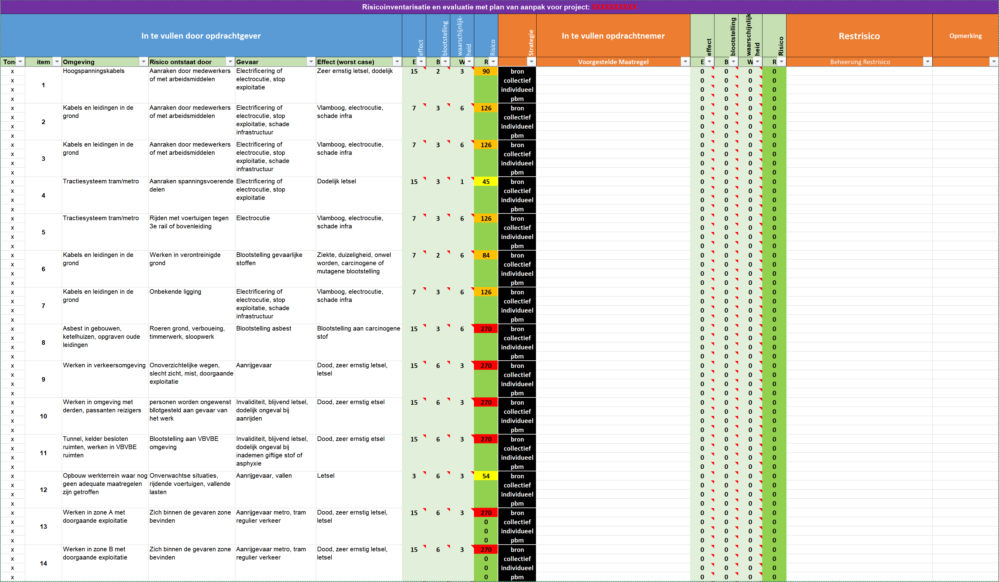 Risicoinventarisatie en evaluatie met plan van aanpak voor project: XXXXXXXXXX
In te vullen door opdrachtgever
effect
blootstelling
waarschijnlijk-
heid
Risico
Strategie
In te vullen opdrachtnemer
effect
blootstelling
waarschijnlijk
heid
Risico
Restrisico
Opmerking
Ton item Omgeving Risico ontstaat door Gevaar Effect (worst case) E B W R Voorgestelde Maatregel E B W R Beheersing Restrisico
x Hoogspanningskabels Aanraken door medewerkers Electrificering of Zeer ernstig letsel, dodelijk 15 2 3 90 bron 0 0 0 0
x 1 of met arbeidsmiddelen electrocutie, stop collectief 0 0 0 0
x exploitatie individueel 0 0 0 0
x pbm 0 0 0 0
x Kabels en leidingen in de Aanraken door medewerkers Electrificering of Vlamboog, electrocutie, 7 3 6 126 bron 0 0 0 0
x 2 grond of met arbeidsmiddelen electrocutie, stop schade infra collectief 0 0 0 0
x exploitatie, schade individueel 0 0 0 0
x infrastructuur pbm 0 0 0 0
x Kabels en leidingen in de Aanraken door medewerkers Electrificering of Vlamboog, electrocutie, 7 3 6 126 bron 0 0 0 0
x 3 grond of met arbeidsmiddelen electrocutie, stop schade infra collectief 0 0 0 0
x exploitatie, schade individueel 0 0 0 0
x infrastructuur pbm 0 0 0 0
x Tractiesysteem tram/metro Aanraken spanningsvoerende Electrificering of Dodelijk letsel 15 3 1 45 bron 0 0 0 0
x 4 delen electrocutie, stop collectief 0 0 0 0
x exploitatie individueel 0 0 0 0
x pbm 0 0 0 0
x Tractiesysteem tram/metro Rijden met voertuigen tegen Electrocutie Vlamboog, electrocutie, 7 3 6 126 bron 0 0 0 0
x 5 3e rail of bovenleiding schade infra collectief 0 0 0 0
x individueel 0 0 0 0
x pbm 0 0 0 0
x Kabels en leidingen in de Werken in verontreinigde Blootstelling gevaarlijke Ziekte, duizeligheid, onwel 7 2 6 84 bron 0 0 0 0
x 6 grond grond stoffen worden, carcinogene of collectief 0 0 0 0
x mutagene blootstelling individueel 0 0 0 0
x pbm 0 0 0 0
x Kabels en leidingen in de Onbekende ligging Electrificering of Vlamboog, electrocutie, 7 3 6 126 bron 0 0 0 0
x 7 grond electrocutie, stop schade infra collectief 0 0 0 0
x exploitatie, schade individueel 0 0 0 0
x infrastructuur pbm 0 0 0 0
x Asbest in gebouwen, Roeren grond, verboueing, Blootstelling asbest Blootstelling aan carcinogene 15 3 6 270 bron 0 0 0 0
x 8 ketelhuizen, opgraven oude timmerwerk, sloopwerk stof collectief 0 0 0 0
x leidingen individueel 0 0 0 0
x pbm 0 0 0 0
x Werken in verkeersomgeving Onoverzichtelijke wegen, Aanrijgevaar Dood, zeer ernstig letsel, 15 6 3 270 bron 0 0 0 0
x 9 slecht zicht, mist, doorgaande letsel collectief 0 0 0 0
x exploitatie individueel 0 0 0 0
x pbm 0 0 0 0
x Werken in omgeving met personen worden ongewenst Invaliditeit, blijvend letsel, Dood, zeer ernstig etsel 15 6 3 270 bron 0 0 0 0
x 10 derden, passanten reizigers bllotgesteld aan gevaar van dodelijk ongeval bij collectief 0 0 0 0
x het werk aanrijden individueel 0 0 0 0
x pbm 0 0 0 0
x Tunnel, kelder besloten Blootstelling aan VBVBE Invaliditeit, blijvend letsel, Dood, zeer ernstig etsel 15 6 3 270 bron 0 0 0 0
x 11 ruimten, werken in VBVBE omgeving dodelijk ongeval bij collectief 0 0 0 0
x ruimten inademen giftige stof of individueel 0 0 0 0
x asphyxie pbm 0 0 0 0
x Opbouw werkterrein waar nog Onverwachtse situaties, Aanrijgevaar, vallen Letsel 3 6 3 54 bron 0 0 0 0
x 12 geen adequate maatregelen rijdende voertuigen, vallende collectief 0 0 0 0
x zijn getroffen lasten individueel 0 0 0 0
x pbm 0 0 0 0
x Werken in zone A met Zich binnen de gevaren zone Aanrijgevaar metro, tram Dood, zeer ernstig letsel, 15 6 3 270 bron 0 0 0 0
x 13 doorgaande exploitatie bevinden regulier verkeer letsel 0 collectief 0 0 0 0
x 0 individueel 0 0 0 0
x 0 pbm 0 0 0 0
x Werken in zone B met Zich binnen de gevaren zone Aanrijgevaar metro, tram Dood, zeer ernstig letsel, 15 6 3 270 bron 0 0 0 0
x 14 doorgaande exploitatie bevinden regulier verkeer letsel 0 collectief 0 0 0 0
x 0 individueel 0 0 0 0
x 0 pbm 0 0 0 0